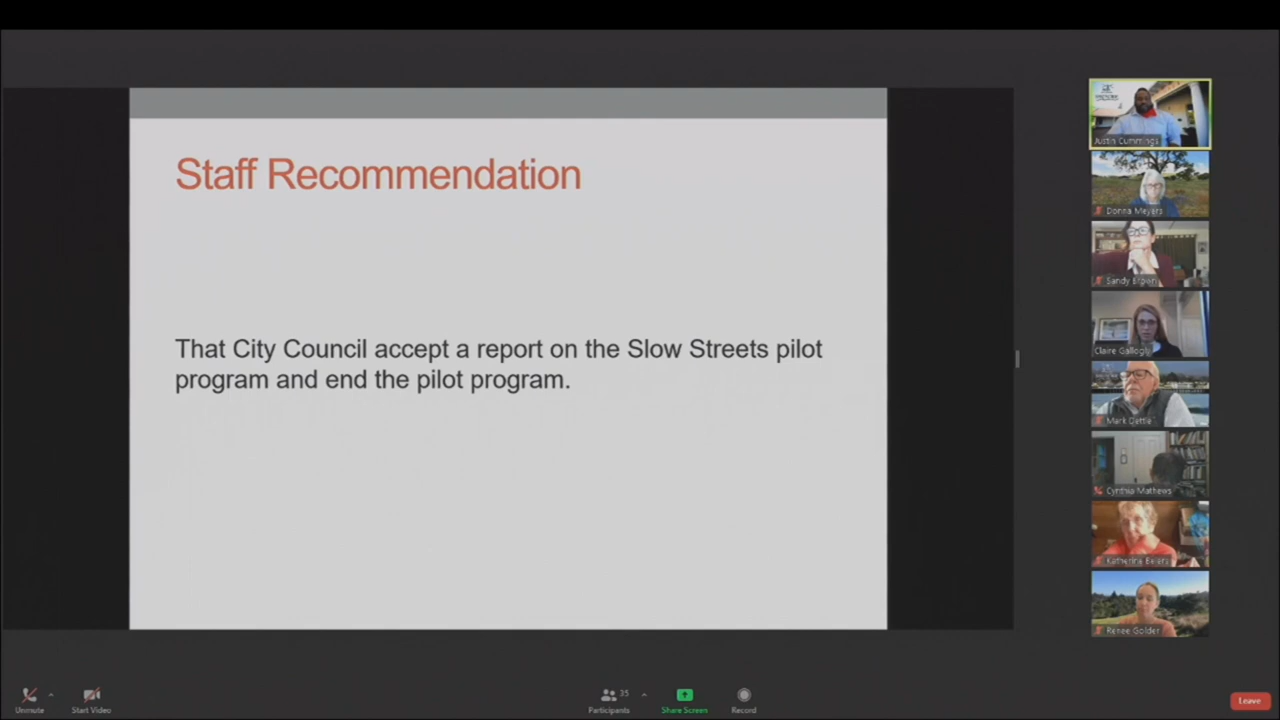 Staff Recommendation
That City Council accept a report on the Slow Streets pilot
program and end the pilot program.
Justin Cummings
Donna Meyers
Sandy Brown
Claire Gallogly
Mark Dettle
Cynthia Mathews
Katherine Beiers
Renee Golder
Unmute
Start Video
35
Participants
Share Screen
Record
Leave